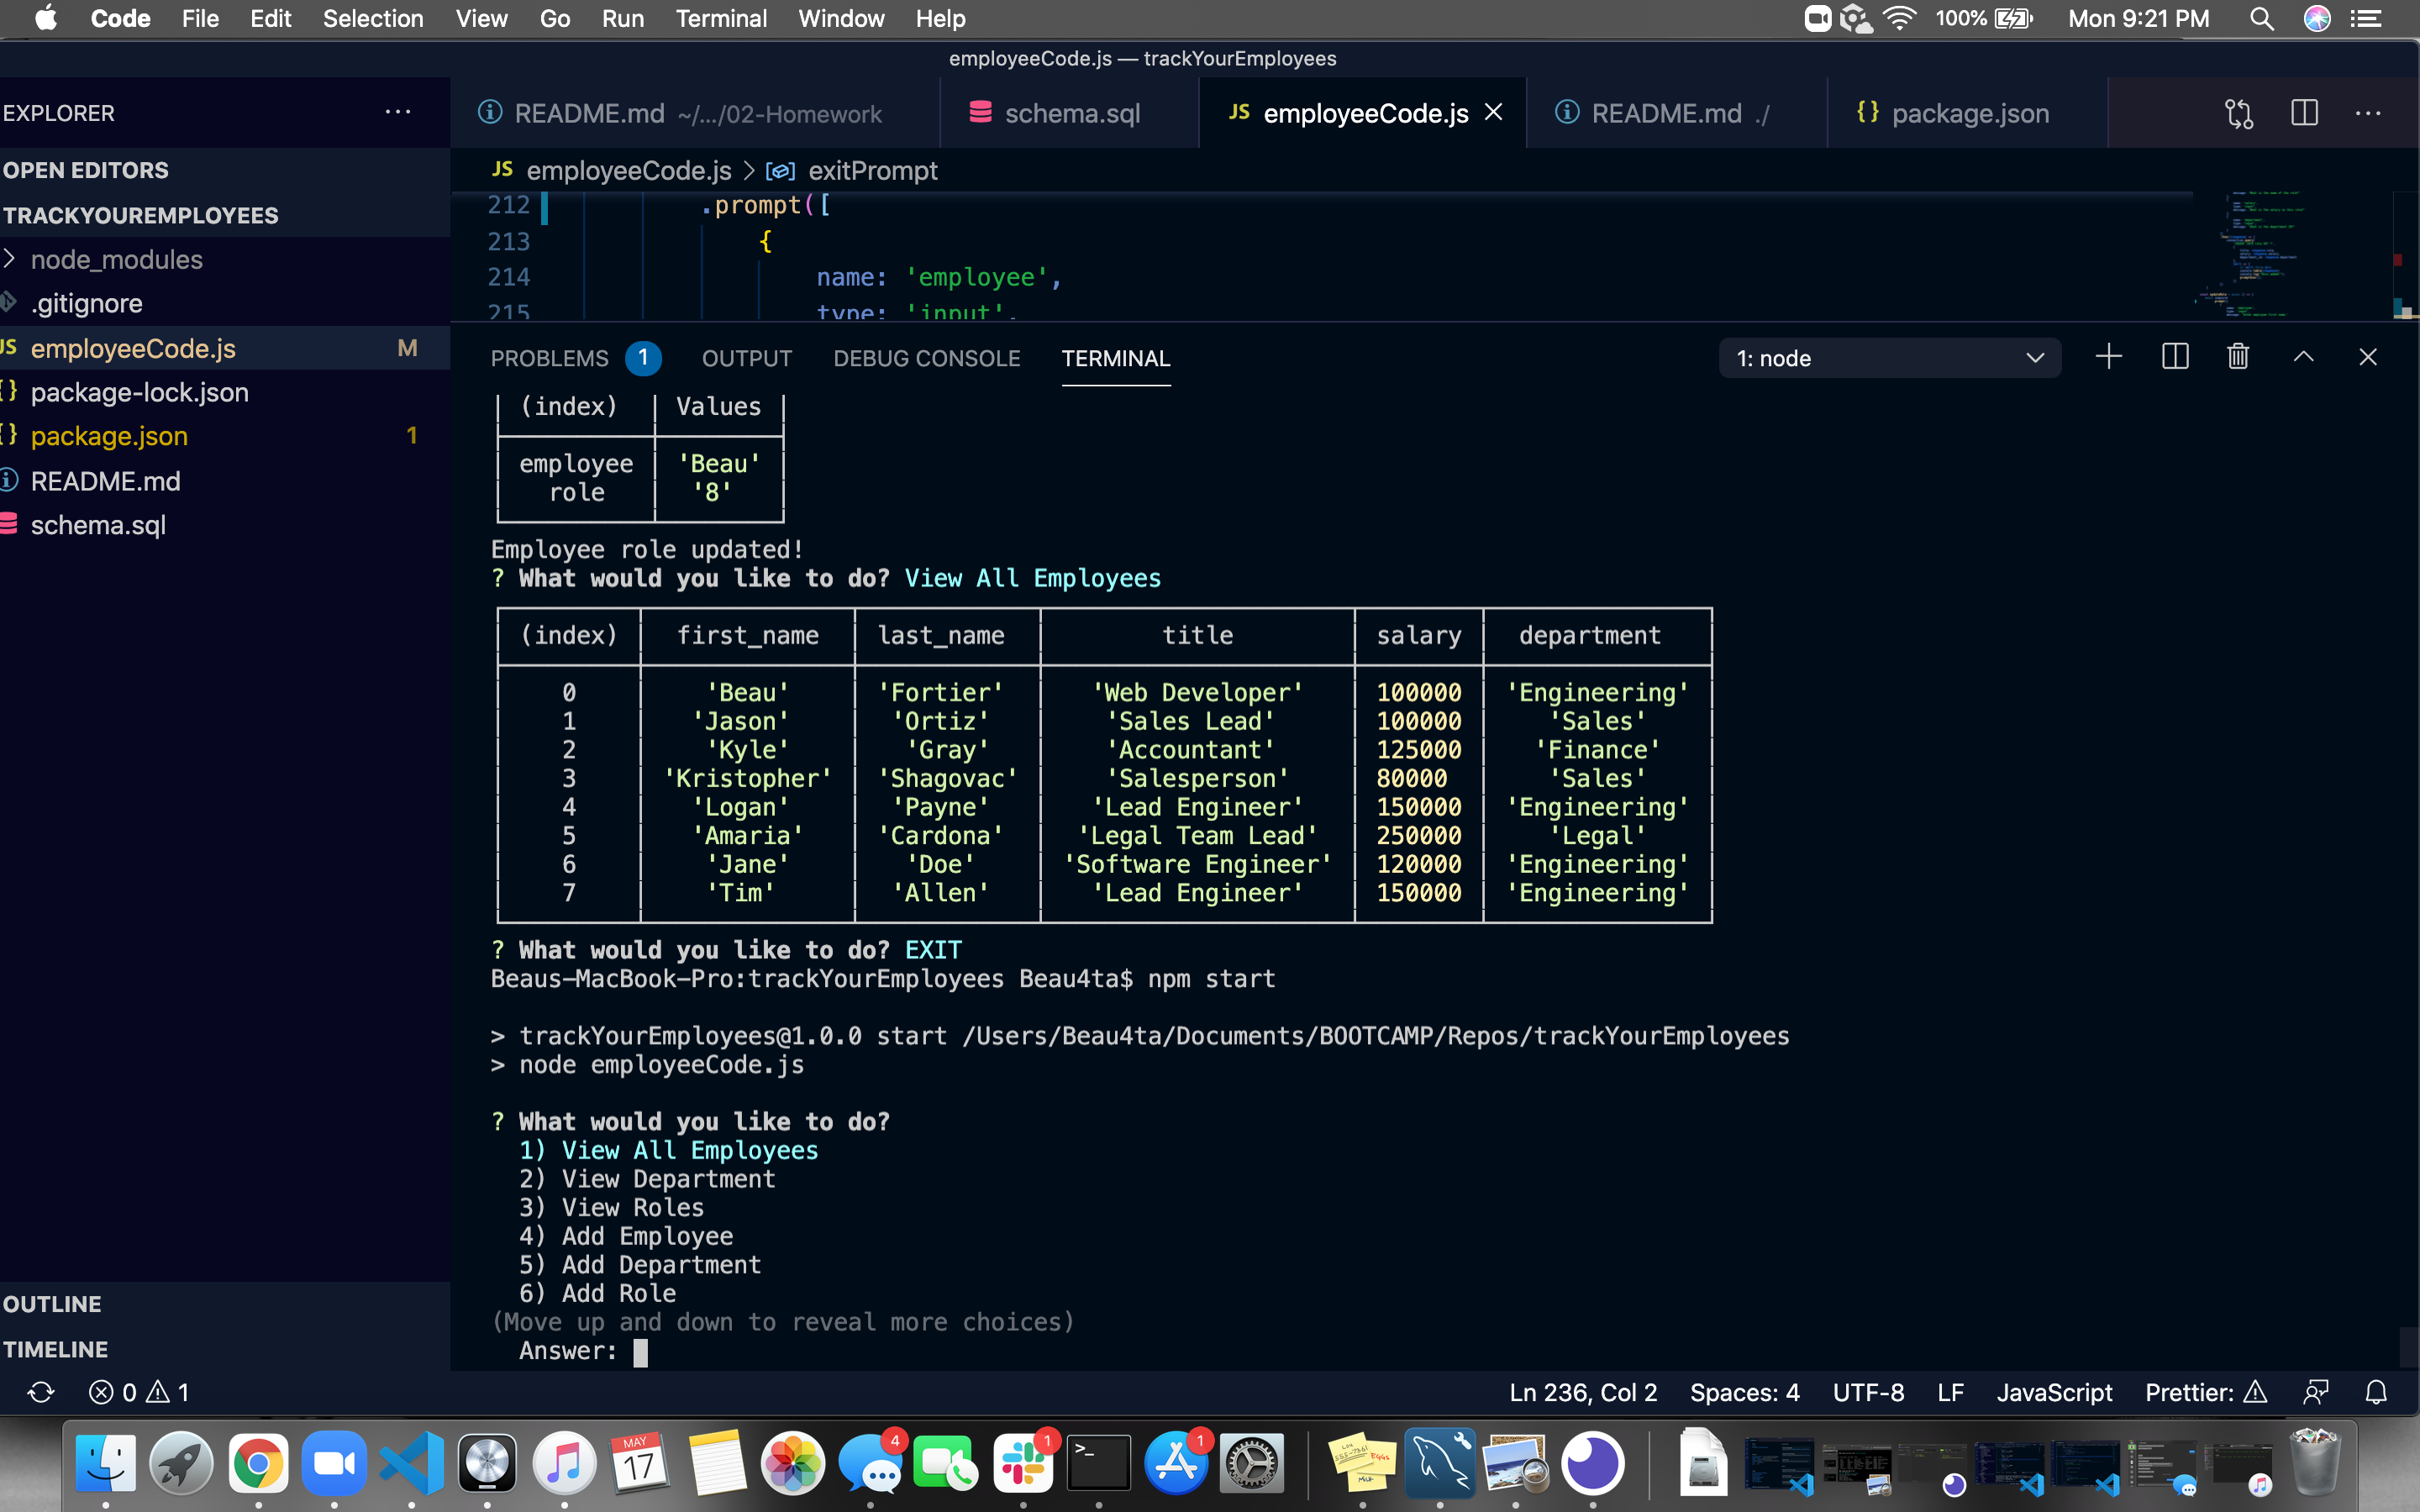 Code File Edit Selection View Go Run Terminal Window Help 100% Mon 9:21 PM
employeeCode.js — trackYourEmployees
EXPLORER
README.md ~/.../02-Homework schema.sql JS employeeCode.js README.md ./ {} package.json
OPEN EDITORS
TRACKYOUREMPLOYEES
node_modules
.gitignore
JS employeeCode.js M
{} package-lock.json
{} package.json 1
README.md
schema.sql
OUTLINE
TIMELINE
JS employeeCode.js > exitPrompt
212 .prompt([
213 {
214 name: 'employee',
215 type: 'input',
PROBLEMS 1 OUTPUT DEBUG CONSOLE TERMINAL 1: node
(index) Values
employee 'Beau'
role '8'
Employee role updated!
? What would you like to do? View All Employees
(index) first_name last_name title salary department
0 'Beau' 'Fortier' 'Web Developer' 100000 'Engineering'
1 'Jason' 'Ortiz' 'Sales Lead' 100000 'Sales'
2 'Kyle' 'Gray' 'Accountant' 125000 'Finance'
3 'Kristopher' 'Shagovac' 'Salesperson' 80000 'Sales'
4 'Logan' 'Payne' 'Lead Engineer' 150000 'Engineering'
5 'Amaria' 'Cardona' 'Legal Team Lead' 250000 'Legal'
6 'Jane' 'Doe' 'Software Engineer' 120000 'Engineering'
7 'Tim' 'Allen' 'Lead Engineer' 150000 'Engineering'
? What would you like to do? EXIT
Beaus-MacBook-Pro:trackYourEmployees Beau4ta$ npm start
> trackYourEmployees@1.0.0 start /Users/Beau4ta/Documents/BOOTCAMP/Repos/trackYourEmployees
> node employeeCode.js
? What would you like to do?
1) View All Employees
2) View Department
3) View Roles
4) Add Employee
5) Add Department
6) Add Role
(Move up and down to reveal more choices)
Answer:
0 1 Ln 236, Col 2 Spaces: 4 UTF-8 LF JavaScript Prettier:
MAY
17
4
1
1